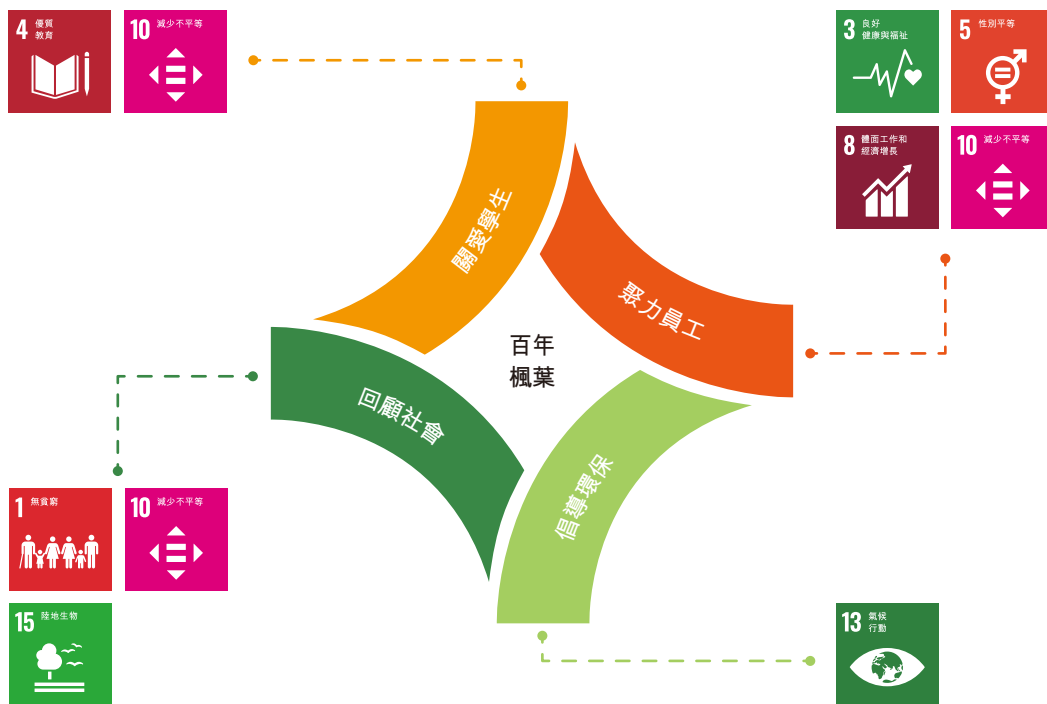 4 優質
教育
10 減少不平等
3 良好
健康與福祉
5 性別平等
8 體面工作和
經濟增長
10 減少不平等
關愛學生
聚力員工
百年
楓葉
回顧社會
倡導環保
1 無貧窮
10 減少不平等
15 陸地生物
13 氣候
行動